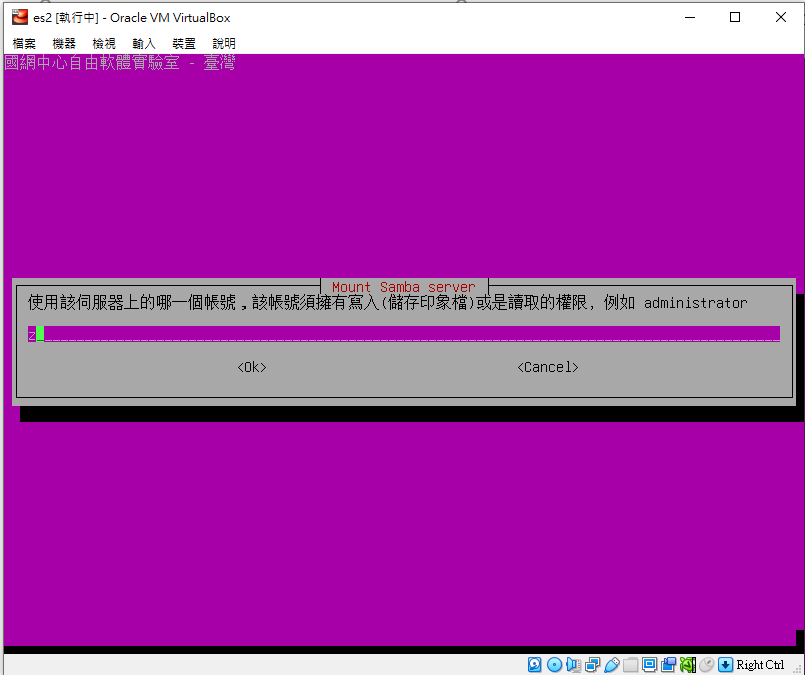 es2 [執行中] - Oracle VM VirtualBox
檔案 機器 檢視 輸入 裝置 說明
國網中心自由軟體實驗室 - 臺灣
Mount Samba server
使用該伺服器上的哪一個帳號，該帳號須擁有寫入(儲存印象檔)或是讀取的權限, 例如 administrator
z
<Ok> <Cancel>
Right Ctrl